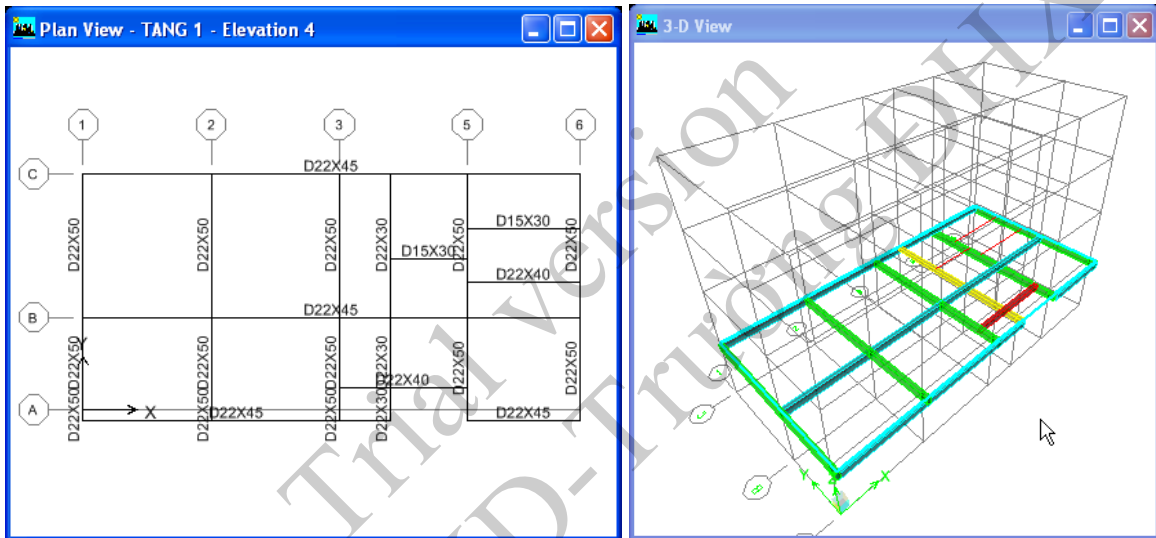 Plan View - TANG 1 - Elevation 4
1 2 3 5 6
D22X45
C
D22X50 D22X50 D22X50 D22X30 D22X50 D15X30 D22X50
D15X30
D22X40
D22X45
B
D22X50 D22X50 D22X50 D22X30 D22X50 D22X50
Y
D22X40
A
D22X50 X D22X50 D22X45 D22X50 D22X30 D22X45
3-D View
X
Y
Z
C
B
Trial version